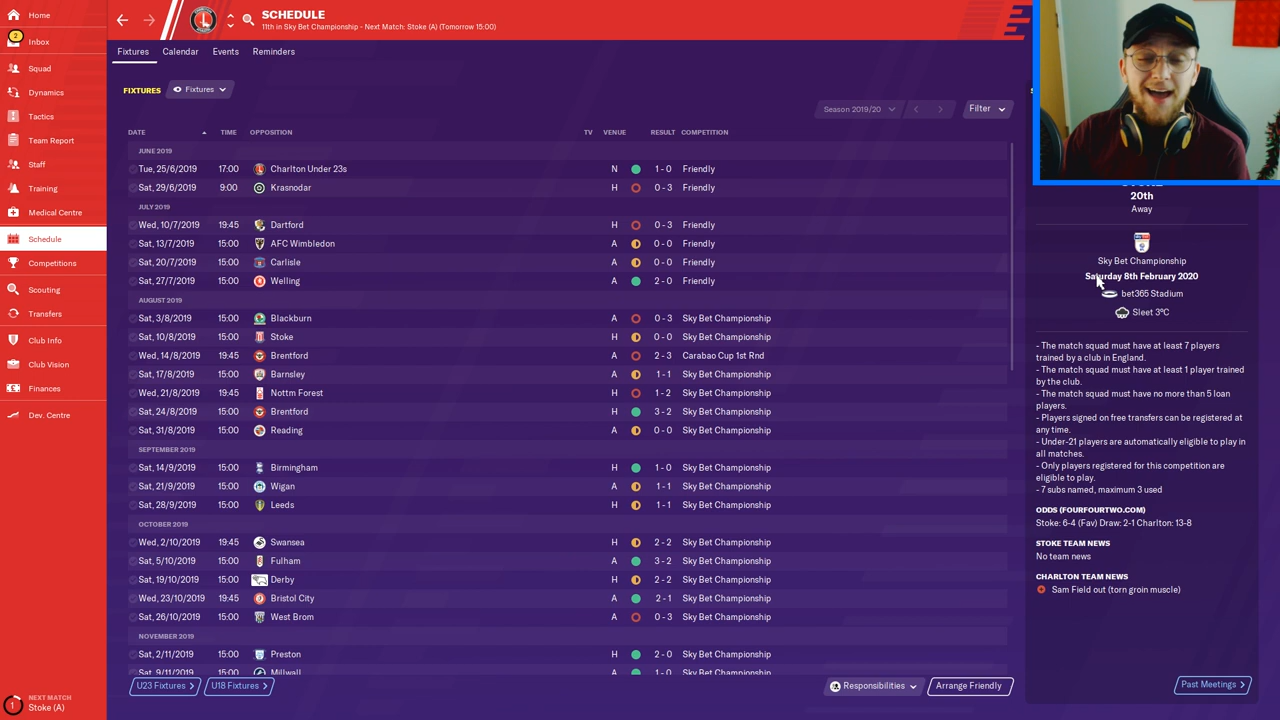 Home
2
Inbox
Squad
Dynamics
Tactics
Team Report
Staff
Training
Medical Centre
Schedule
Competitions
Scouting
Transfers
Club Info
Club Vision
Finances
Dev. Centre
1
NEXT MATCH
Stoke (A)
SCHEDULE
11th in Sky Bet Championship - Next Match: Stoke (A) (Tomorrow 15:00)
Fixtures Calendar Events Reminders
FIXTURES Fixtures
Season 2019/20 Filter
DATE TIME OPPOSITION TV VENUE RESULT COMPETITION
JUNE 2019
Tue, 25/6/2019 17:00 Charlton Under 23s N 1 - 0 Friendly
Sat, 29/6/2019 9:00 Krasnodar H 0 - 3 Friendly
JULY 2019
Wed, 10/7/2019 19:45 Dartford H 0 - 3 Friendly
Sat, 13/7/2019 15:00 AFC Wimbledon A 0 - 0 Friendly
Sat, 20/7/2019 15:00 Carlisle A 0 - 0 Friendly
Sat, 27/7/2019 15:00 Welling A 2 - 0 Friendly
AUGUST 2019
Sat, 3/8/2019 15:00 Blackburn A 0 - 3 Sky Bet Championship
Sat, 10/8/2019 15:00 Stoke H 0 - 0 Sky Bet Championship
Wed, 14/8/2019 19:45 Brentford A 2 - 3 Carabao Cup 1st Rnd
Sat, 17/8/2019 15:00 Barnsley A 1 - 1 Sky Bet Championship
Wed, 21/8/2019 19:45 Nottm Forest H 1 - 2 Sky Bet Championship
Sat, 24/8/2019 15:00 Brentford H 3 - 2 Sky Bet Championship
Sat, 31/8/2019 15:00 Reading A 0 - 0 Sky Bet Championship
SEPTEMBER 2019
Sat, 14/9/2019 15:00 Birmingham H 1 - 0 Sky Bet Championship
Sat, 21/9/2019 15:00 Wigan A 1 - 1 Sky Bet Championship
Sat, 28/9/2019 15:00 Leeds H 1 - 1 Sky Bet Championship
OCTOBER 2019
Wed, 2/10/2019 19:45 Swansea H 2 - 2 Sky Bet Championship
Sat, 5/10/2019 15:00 Fulham A 3 - 2 Sky Bet Championship
Sat, 19/10/2019 15:00 Derby H 2 - 2 Sky Bet Championship
Wed, 23/10/2019 19:45 Bristol City A 2 - 1 Sky Bet Championship
Sat, 26/10/2019 15:00 West Brom A 0 - 3 Sky Bet Championship
NOVEMBER 2019
Sat, 2/11/2019 15:00 Preston H 2 - 0 Sky Bet Championship
Sat, 9/11/2019 15:00 Millwall A 1 - 0 Sky Bet Championship
U23 Fixtures U18 Fixtures Responsibilities Arrange Friendly
20th
Away
Sky Bet Championship
Saturday 8th February 2020
bet365 Stadium
Sleet 3°C
- The match squad must have at least 7 players
trained by a club in England.
- The match squad must have at least 1 player trained
by the club.
- The match squad must have no more than 5 loan
players.
- Players signed on free transfers can be registered at
any time.
- Under-21 players are automatically eligible to play in
all matches.
- Only players registered for this competition are
eligible to play.
- 7 subs named, maximum 3 used
ODDS (FOURFOURTWO.COM)
Stoke: 6-4 (Fav) Draw: 2-1 Charlton: 13-8
STOKE TEAM NEWS
No team news
CHARLTON TEAM NEWS
Sam Field out (torn groin muscle)
Past Meetings